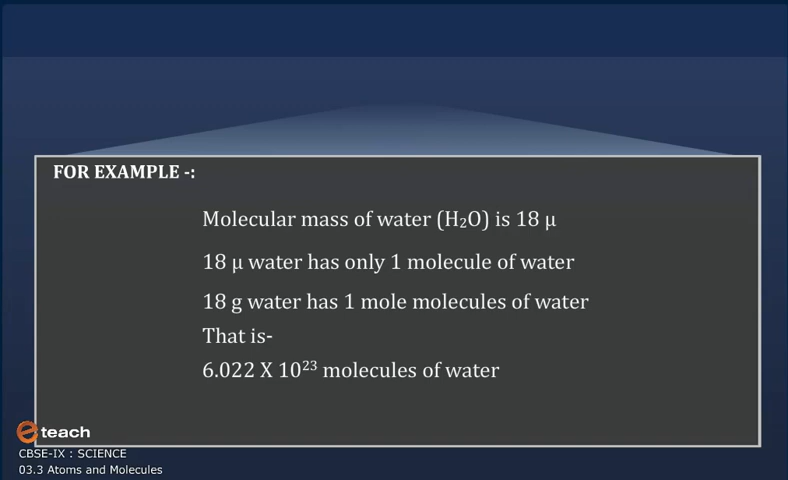 FOR EXAMPLE -:
Molecular mass of water (H₂O) is 18 µ
18 µ water has only 1 molecule of water
18 g water has 1 mole molecules of water
That is-
6.022 X 10²³ molecules of water
e teach
CBSE-IX : SCIENCE
03.3 Atoms and Molecules